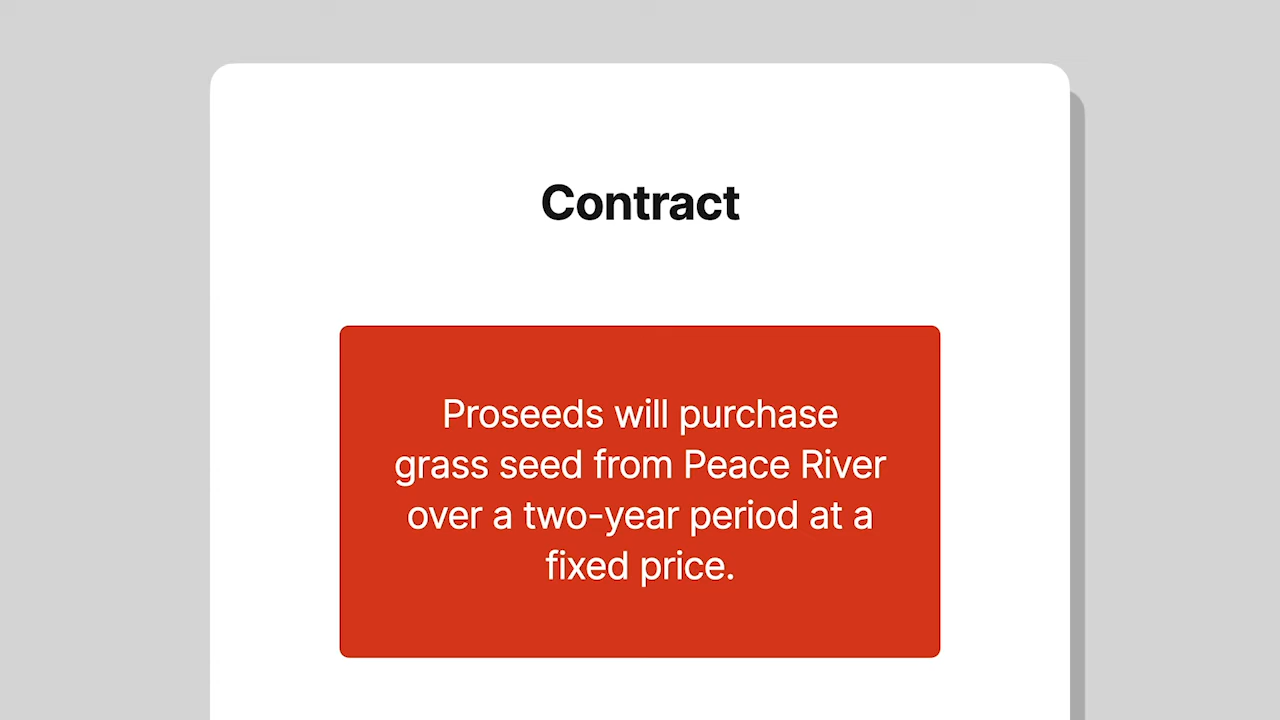 Contract
Proseeds will purchase
grass seed from Peace River
over a two-year period at a
fixed price.